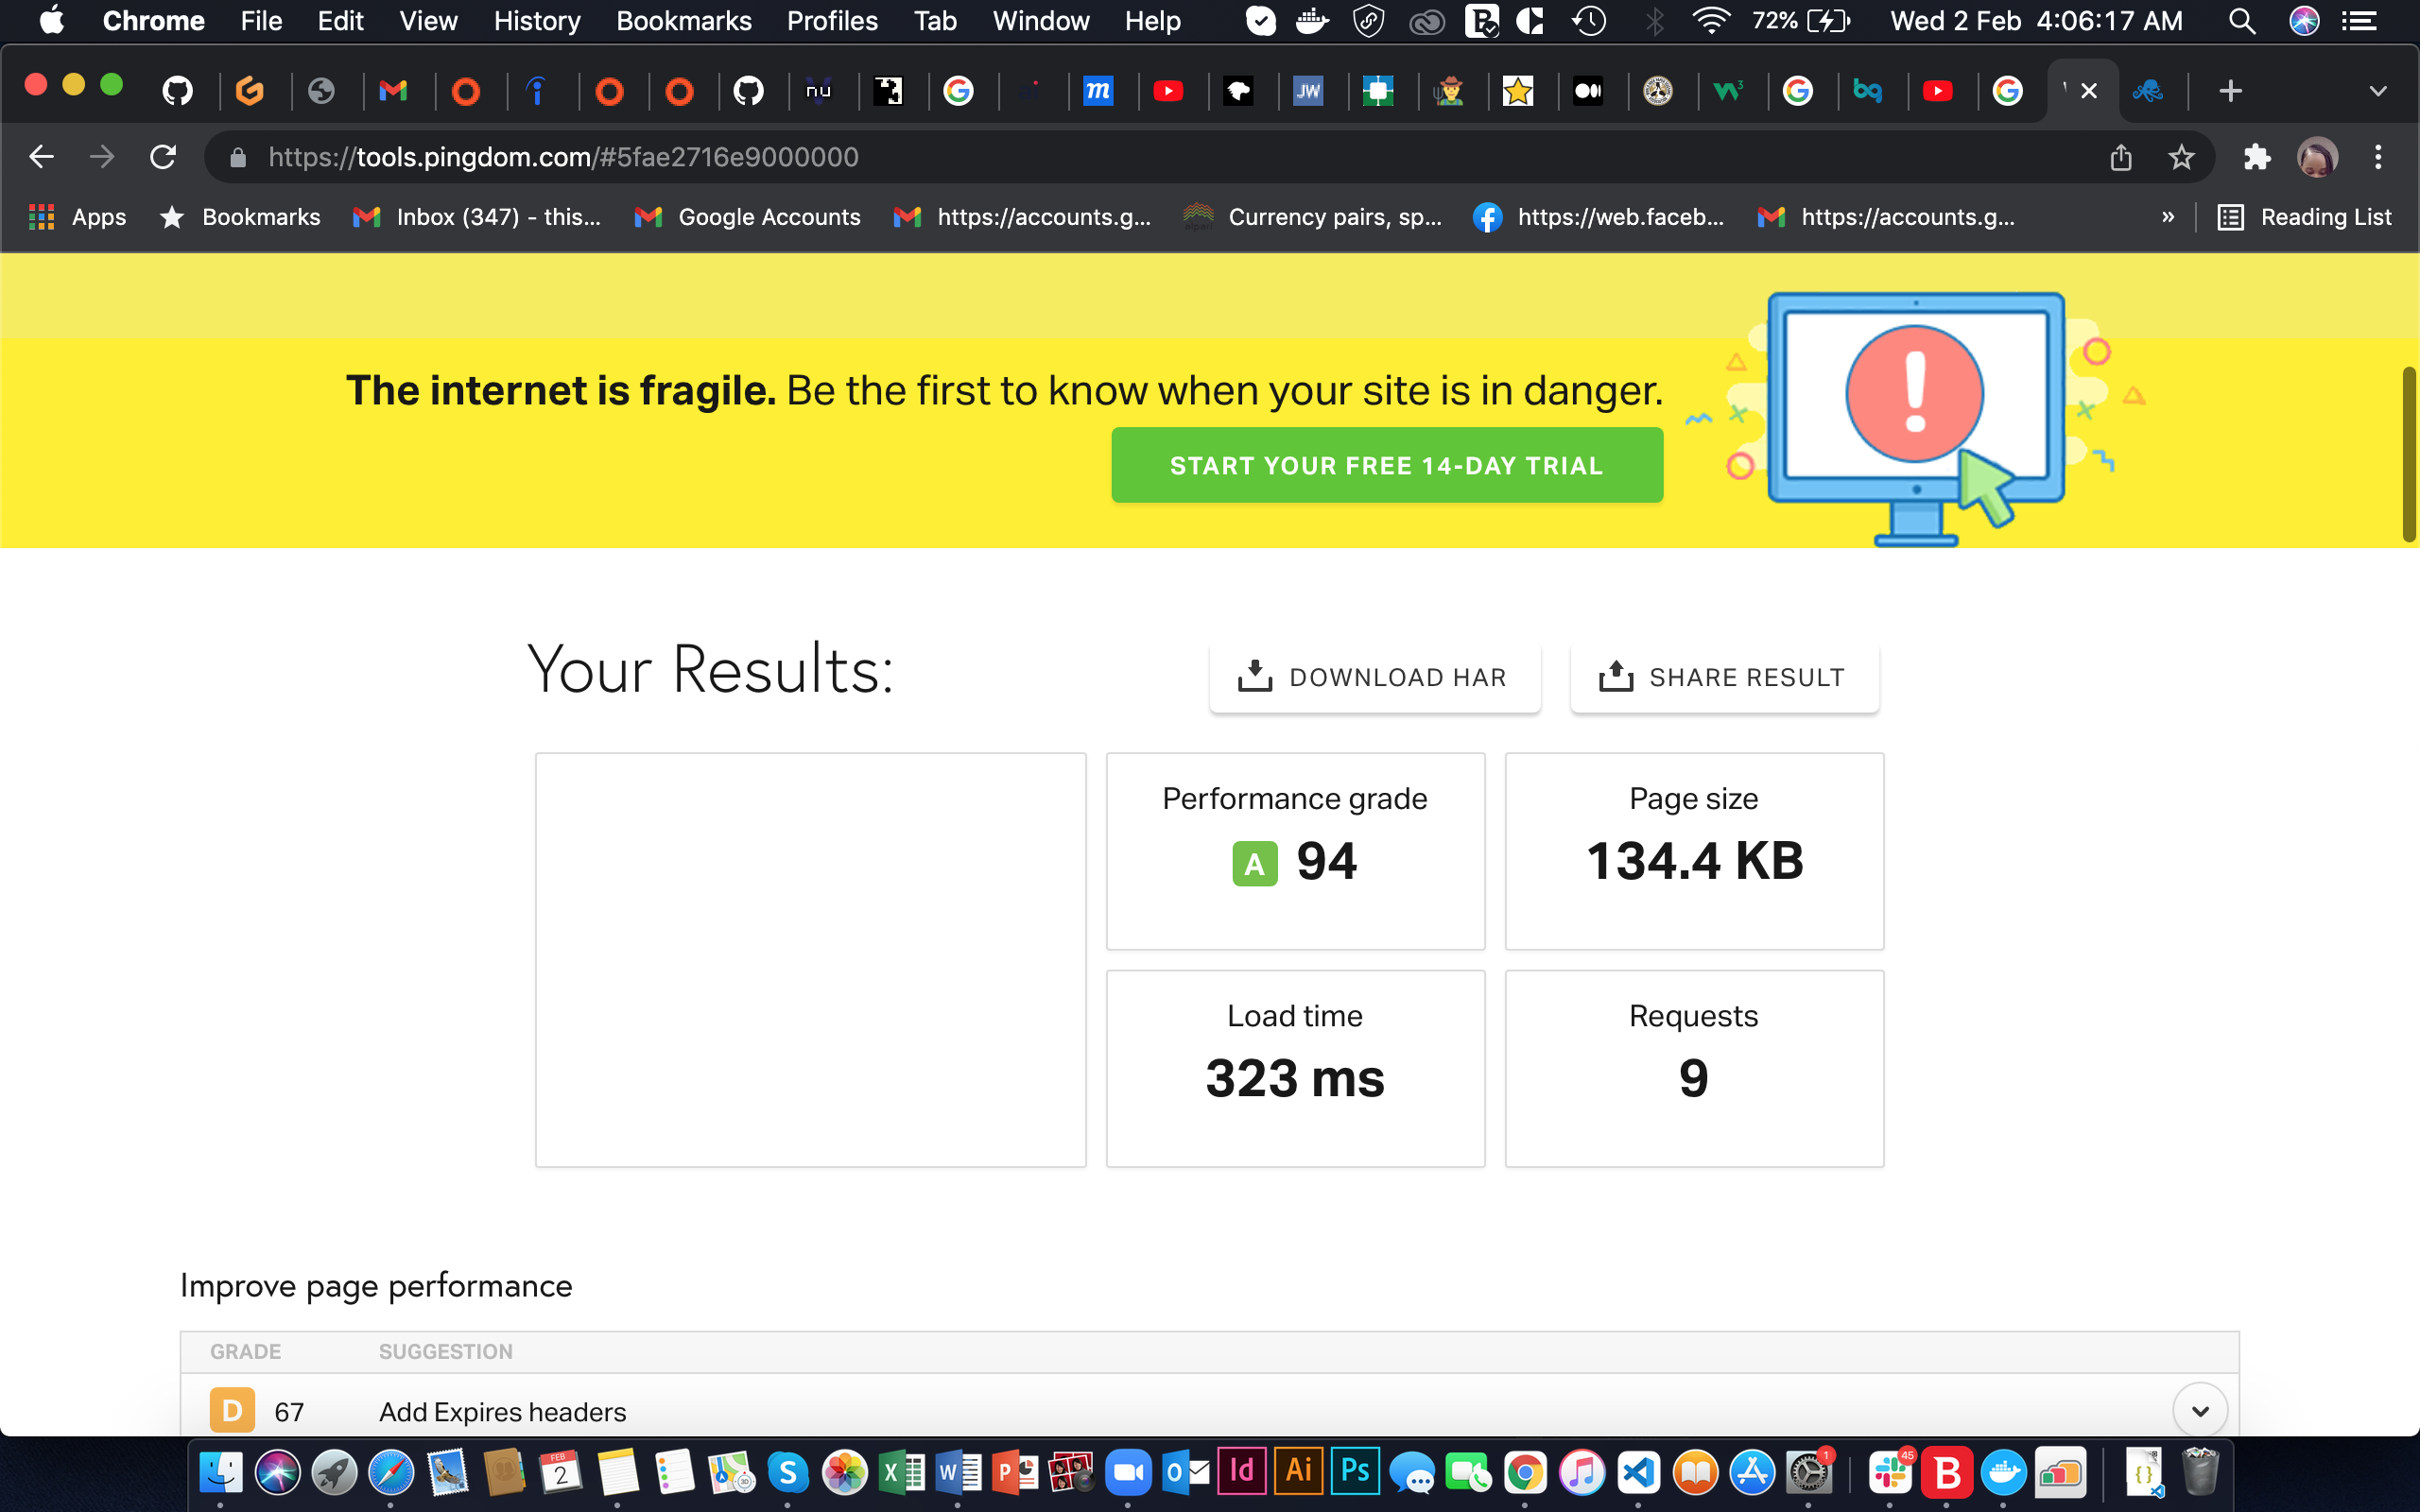 Chrome File Edit View History Bookmarks Profiles Tab Window Help 72% Wed 2 Feb 4:06:17 AM
https://tools.pingdom.com/#5fae2716e9000000
Apps Bookmarks Inbox (347) - this... Google Accounts https://accounts.g... Currency pairs, sp... https://web.faceb... https://accounts.g... » Reading List
The internet is fragile. Be the first to know when your site is in danger.
START YOUR FREE 14-DAY TRIAL
Your Results:
DOWNLOAD HAR
SHARE RESULT
Performance grade
A 94
Page size
134.4 KB
Load time
323 ms
Requests
9
Improve page performance
GRADE SUGGESTION
D 67 Add Expires headers